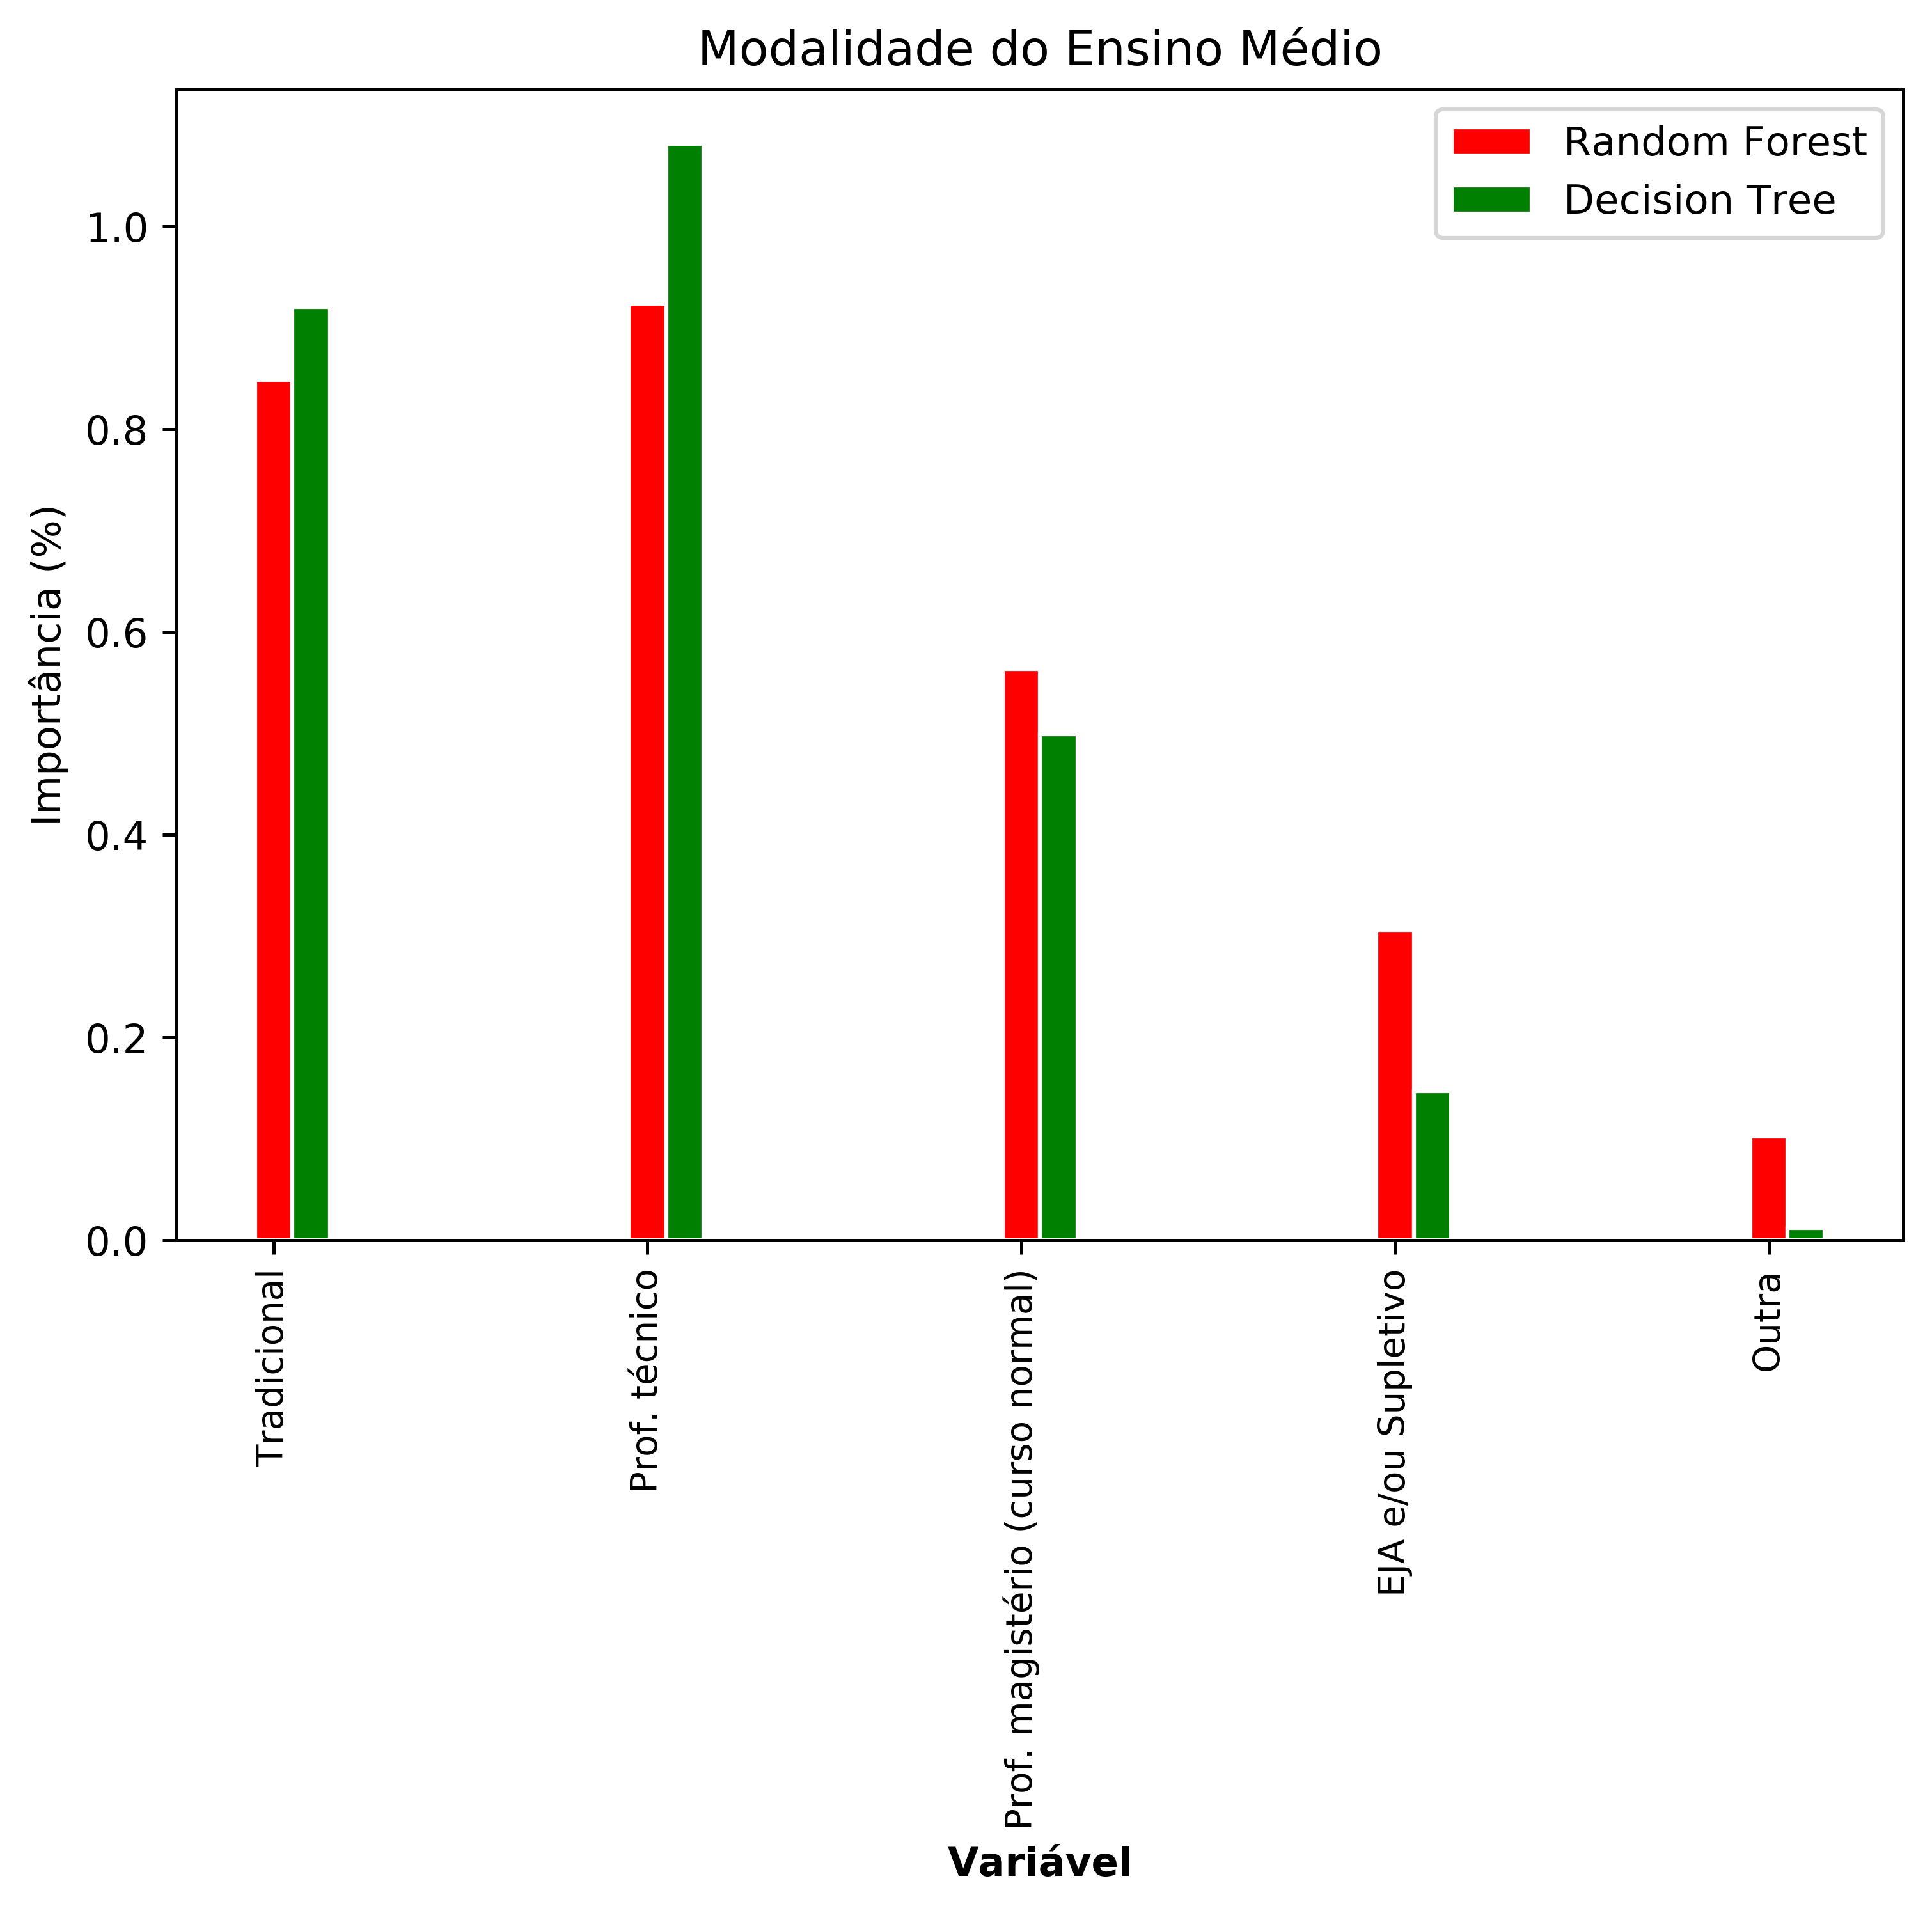 Modalidade do Ensino Médio
Random Forest
Decision Tree
Importância (%)
1.0
0.8
0.6
0.4
0.2
0.0
Tradicional
Prof. técnico
Prof. magistério (curso normal)
EJA e/ou Supletivo
Outra
Variável